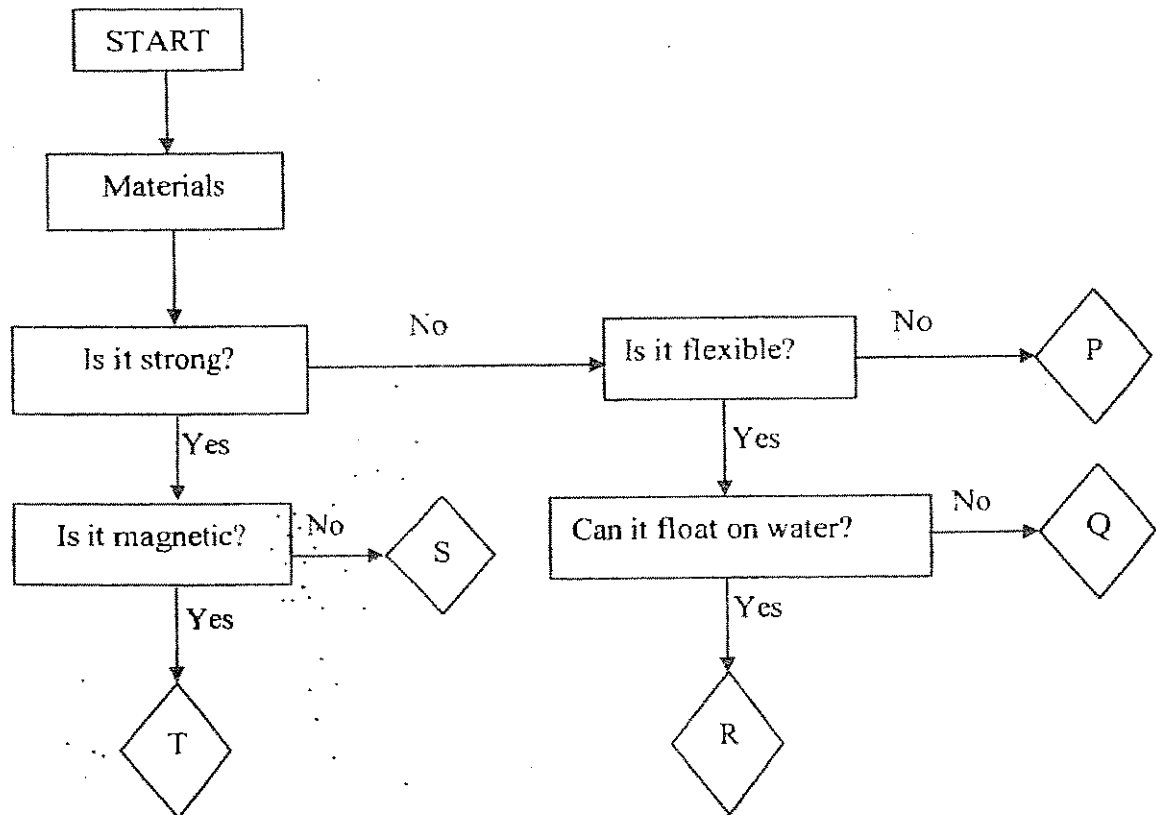 START
Materials
Is it strong?
No
Is it flexible?
No
P
Yes
Yes
Is it magnetic?
No
S
Can it float on water?
No
Q
Yes
Yes
T
R